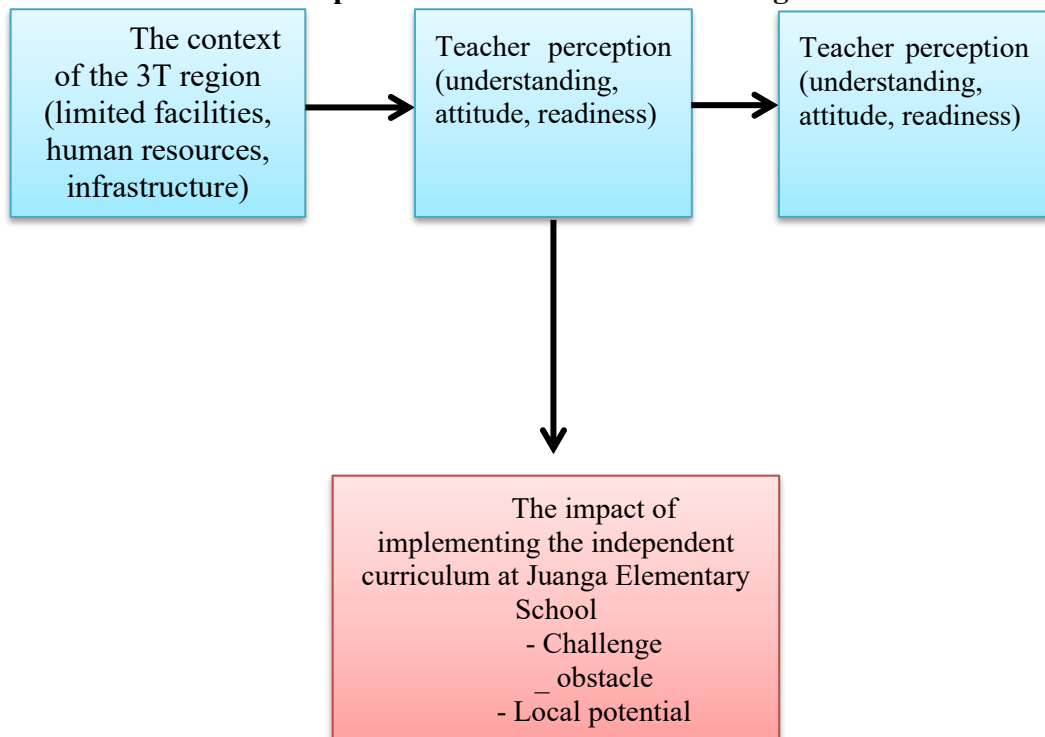 The context
of the 3T region
(limited facilities,
human resources,
infrastructure)
Teacher perception
(understanding,
attitude, readiness)
Teacher perception
(understanding,
attitude, readiness)
The impact of
implementing the independent
curriculum at Juanga Elementary
School
- Challenge
_ obstacle
- Local potential